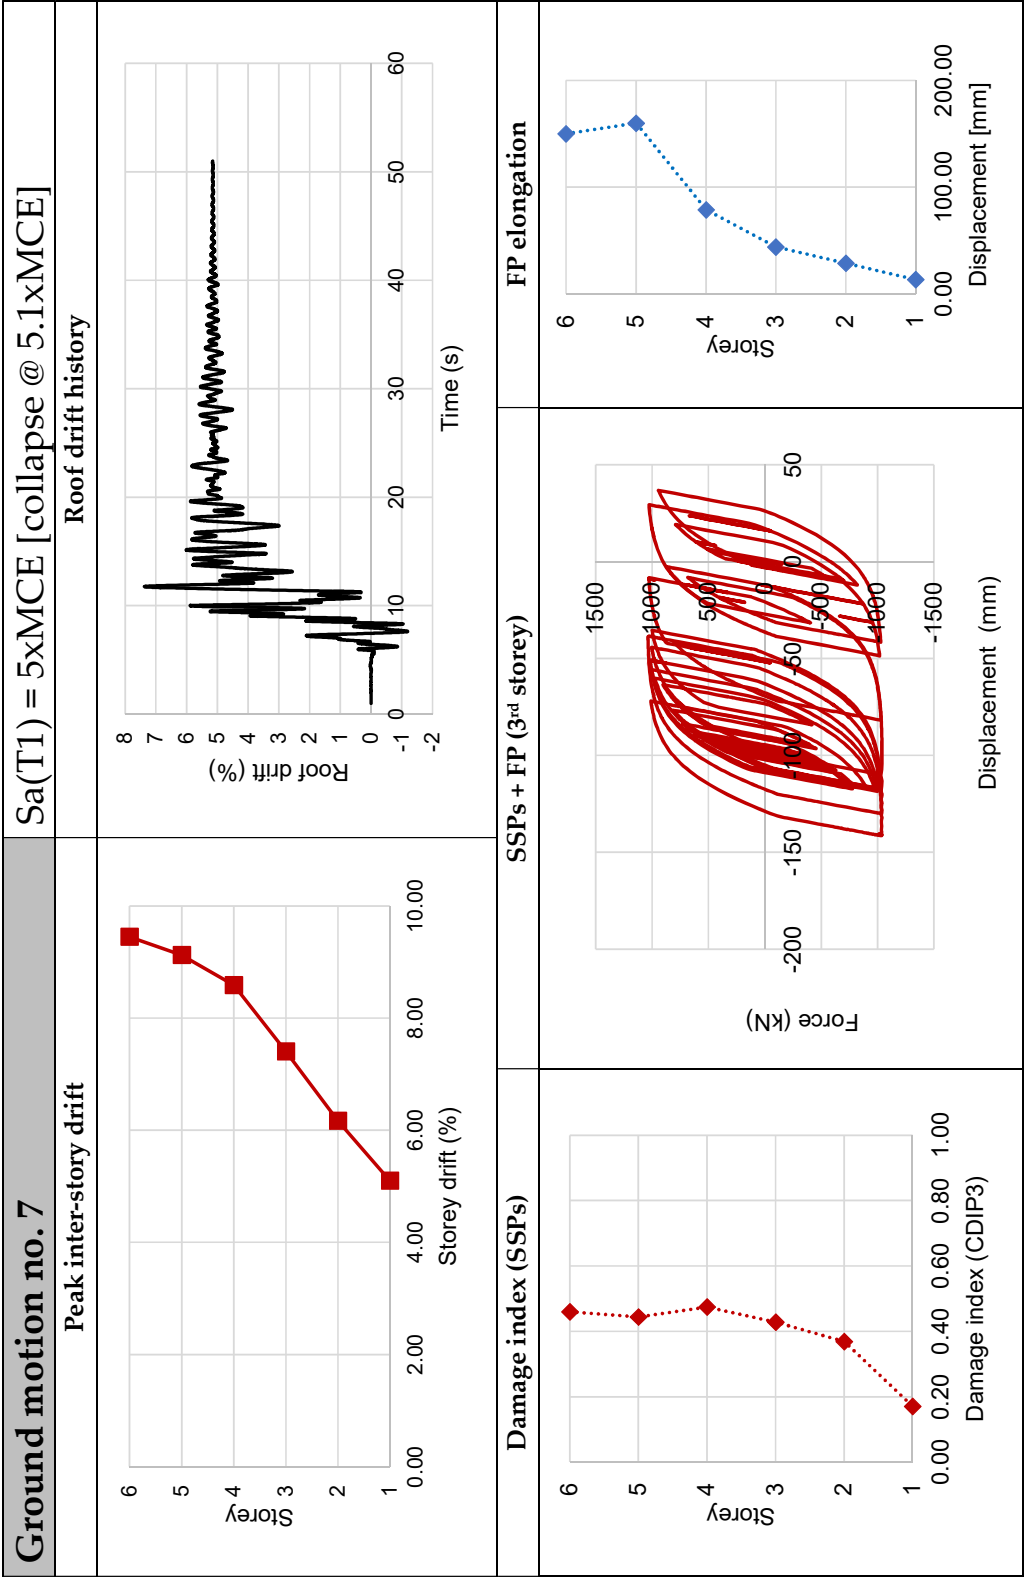 Ground motion no. 7
Sa(T1) = 5xMCE [collapse @ 5.1xMCE]
Peak inter-story drift
Roof drift history
6
5
4
3
2
1
Storey
0.00 2.00 4.00 6.00 8.00 10.00
Storey drift (%)
8
7
6
5
4
3
2
1
0
-1
-2
Roof drift (%)
0 10 20 30 40 50 60
Time (s)
Damage index (SSPs)
SSPs + FP (3rd storey)
FP elongation
6
5
4
3
2
1
Storey
0.00 0.20 0.40 0.60 0.80 1.00
Damage index (CDIP3)
Force (kN)
1500
1000
500
0
-500
-1000
-1500
-200 -150 -100 -50 0 50
Displacement (mm)
6
5
4
3
2
1
Storey
0.00 100.00 200.00
Displacement [mm]